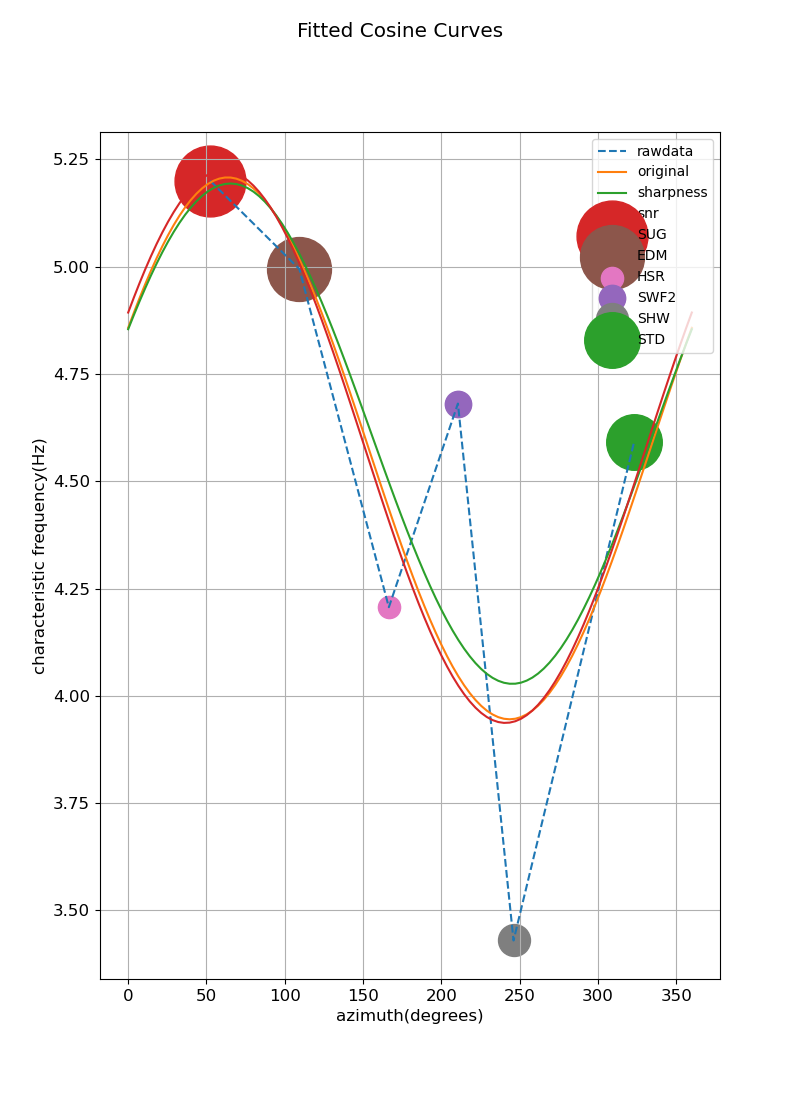 Fitted Cosine Curves
characteristic frequency(Hz)
5.25
5.00
4.75
4.50
4.25
4.00
3.75
3.50
rawdata
original
sharpness
snr
SUG
EDM
HSR
SWF2
SHW
STD
0 50 100 150 200 250 300 350
azimuth(degrees)